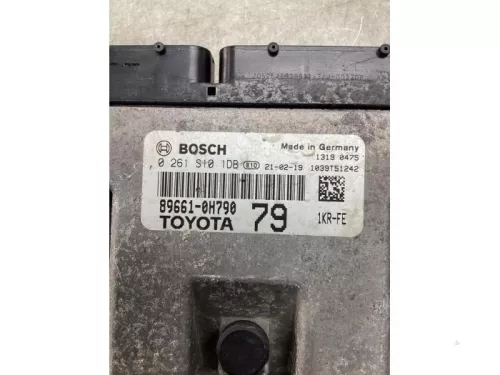 BOSCH
Made in Germany
1319 0475
0 261 S10 1DB 21-02-19 1039T51242
89661-0H790
TOYOTA 79 1KR-FE